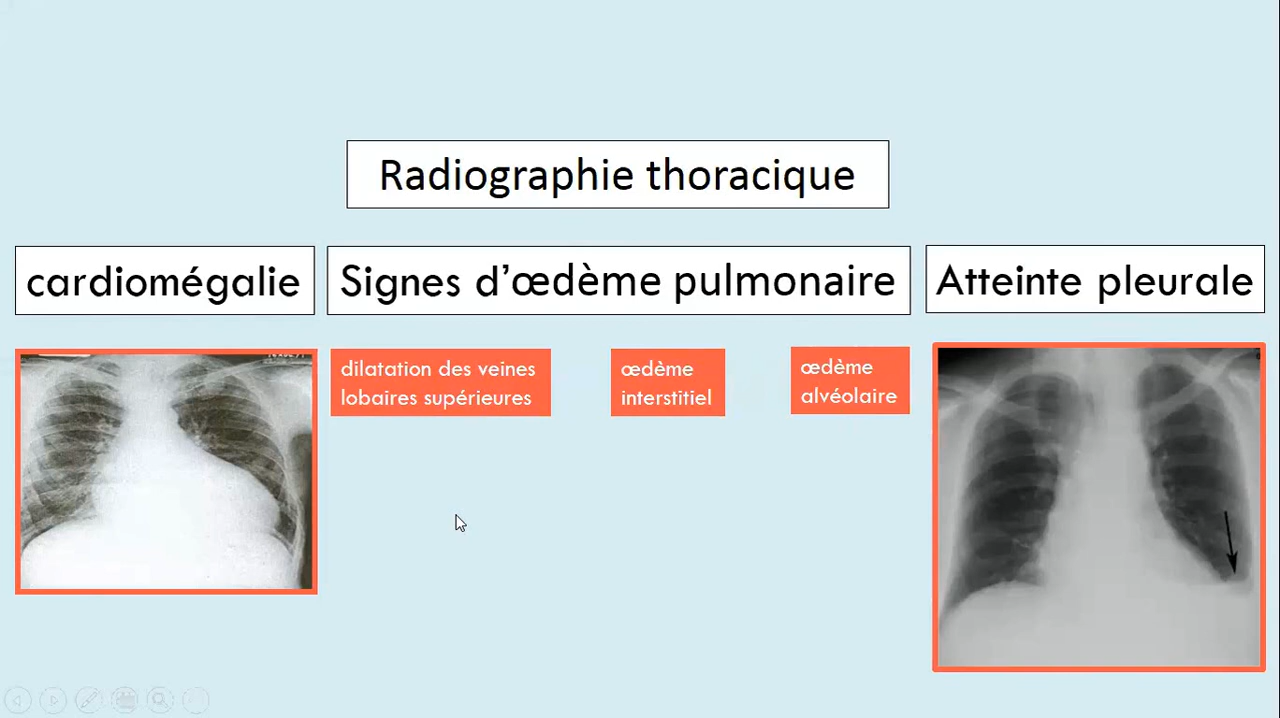 Radiographie thoracique
cardiomégalie
Signes d’œdème pulmonaire
Atteinte pleurale
dilatation des veines
lobaires supérieures
œdème
interstitiel
œdème
alvéolaire